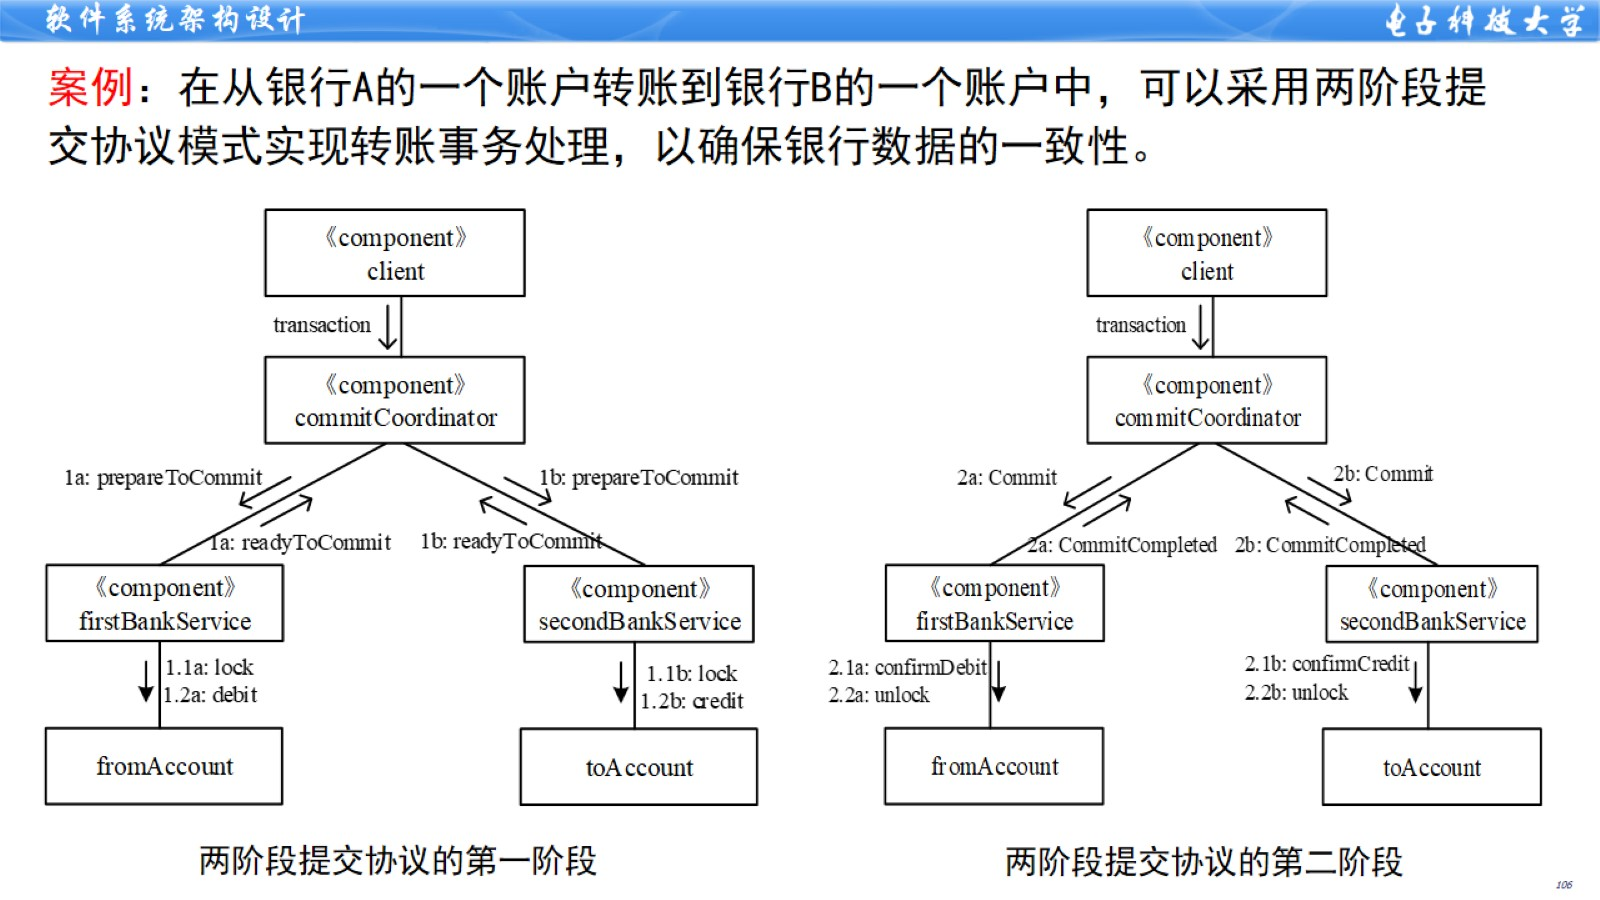 软件系统架构设计
电子科技大学
案例：在从银行A的一个账户转账到银行B的一个账户中，可以采用两阶段提
交协议模式实现转账事务处理，以确保银行数据的一致性。
《component》
client
transaction
《component》
commitCoordinator
1a: prepareToCommit
1b: prepareToCommit
1a: readyToCommit
1b: readyToCommit
《component》
firstBankService
《component》
secondBankService
1.1a: lock
1.2a: debit
1.1b: lock
1.2b: credit
fromAccount
toAccount
两阶段提交协议的第一阶段
《component》
client
transaction
《component》
commitCoordinator
2a: Commit
2b: Commit
2a: CommitCompleted
2b: CommitCompleted
《component》
firstBankService
《component》
secondBankService
2.1a: confirmDebit
2.2a: unlock
2.1b: confirmCredit
2.2b: unlock
fromAccount
toAccount
两阶段提交协议的第二阶段
106